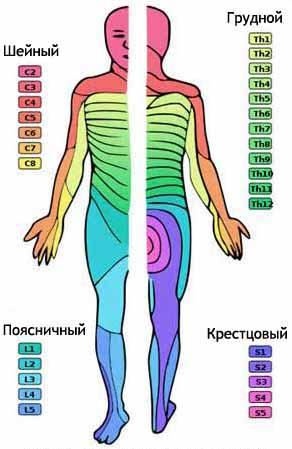 Шейный
C2
C3
C4
C5
C6
C7
C8
Грудной
Th1
Th2
Th3
Th4
Th5
Th6
Th7
Th8
Th9
Th10
Th11
Th12
Поясничный
L1
L2
L3
L4
L5
Крестцовый
S1
S2
S3
S4
S5